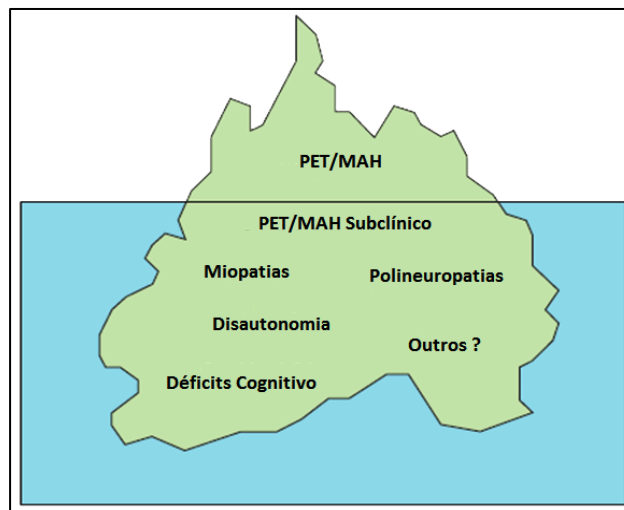 PET/MAH
PET/MAH Subclínico
Miopatias
Polineuropatias
Disautonomia
Outros ?
Déficits Cognitivo